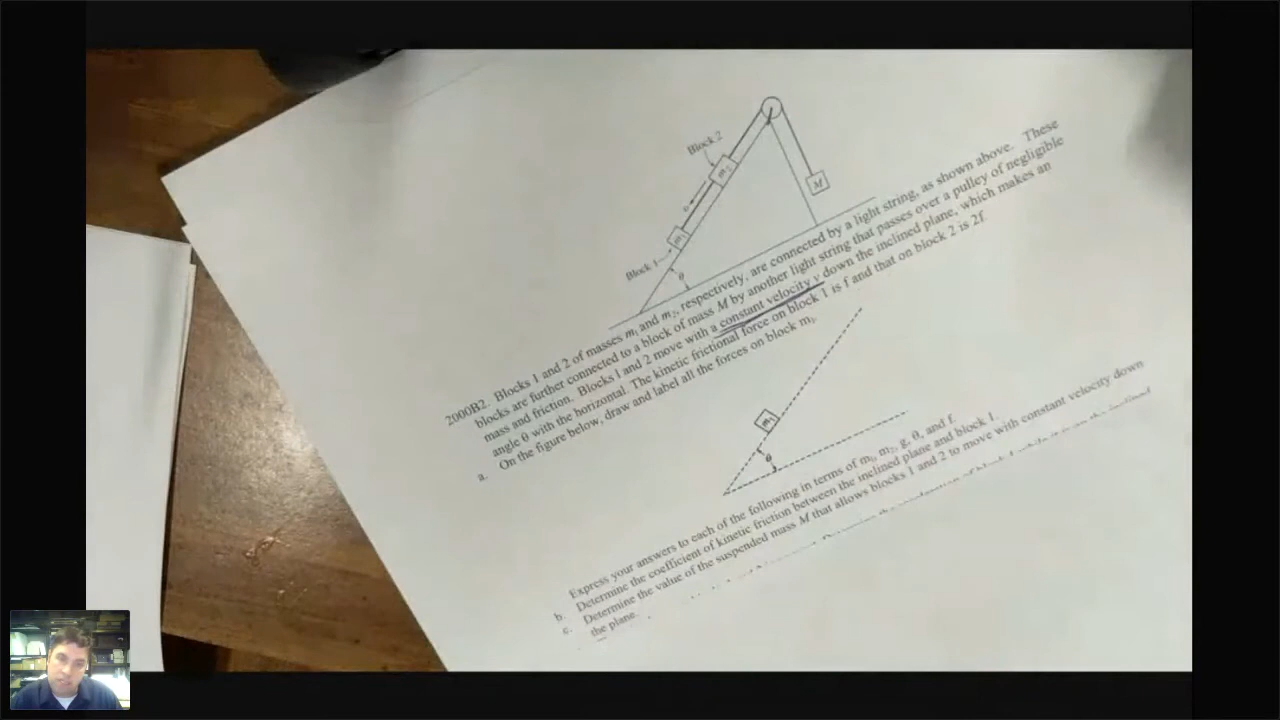 Block 2
m₂
v
M
m₁
Block 1
θ
2000B2. Blocks 1 and 2 of masses m₁ and m₂, respectively, are connected by a light string, as shown above. These
blocks are further connected to a block of mass M by another light string that passes over a pulley of negligible
mass and friction. Blocks 1 and 2 move with a constant velocity v down the inclined plane, which makes an
angle θ with the horizontal. The kinetic frictional force on block 1 is f and that on block 2 is 2f.
a. On the figure below, draw and label all the forces on block m₁.
m₁
θ
Express your answers to each of the following in terms of m₁, m₂, g, θ, and f.
b. Determine the coefficient of kinetic friction between the inclined plane and block 1.
c. Determine the value of the suspended mass M that allows blocks 1 and 2 to move with constant velocity down
the plane.